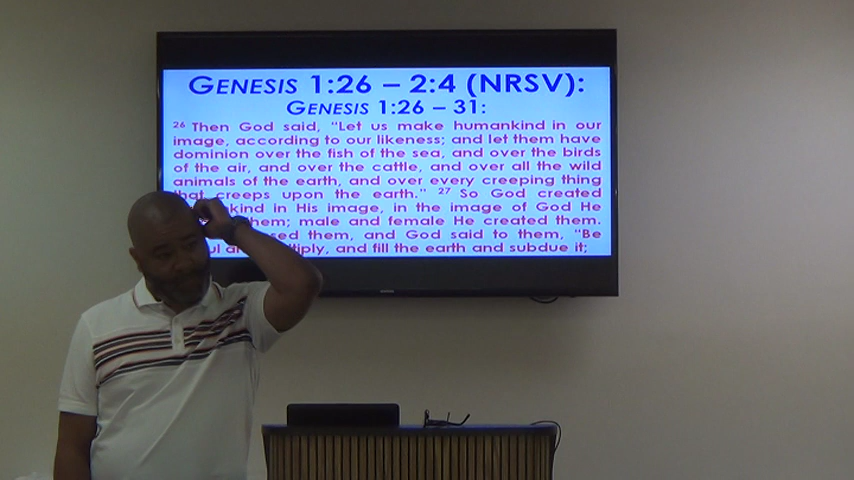 GENESIS 1:26 – 2:4 (NRSV):
GENESIS 1:26 – 31:
26 Then God said, "Let us make humankind in our
image, according to our likeness; and let them have
dominion over the fish of the sea, and over the birds
of the air, and over the cattle, and over all the wild
animals of the earth, and over every creeping thing
that creeps upon the earth." 27 So God created
kind in His image, in the image of God He
them; male and female He created them.
them, and God said to them, "Be
and fill the earth and subdue it;